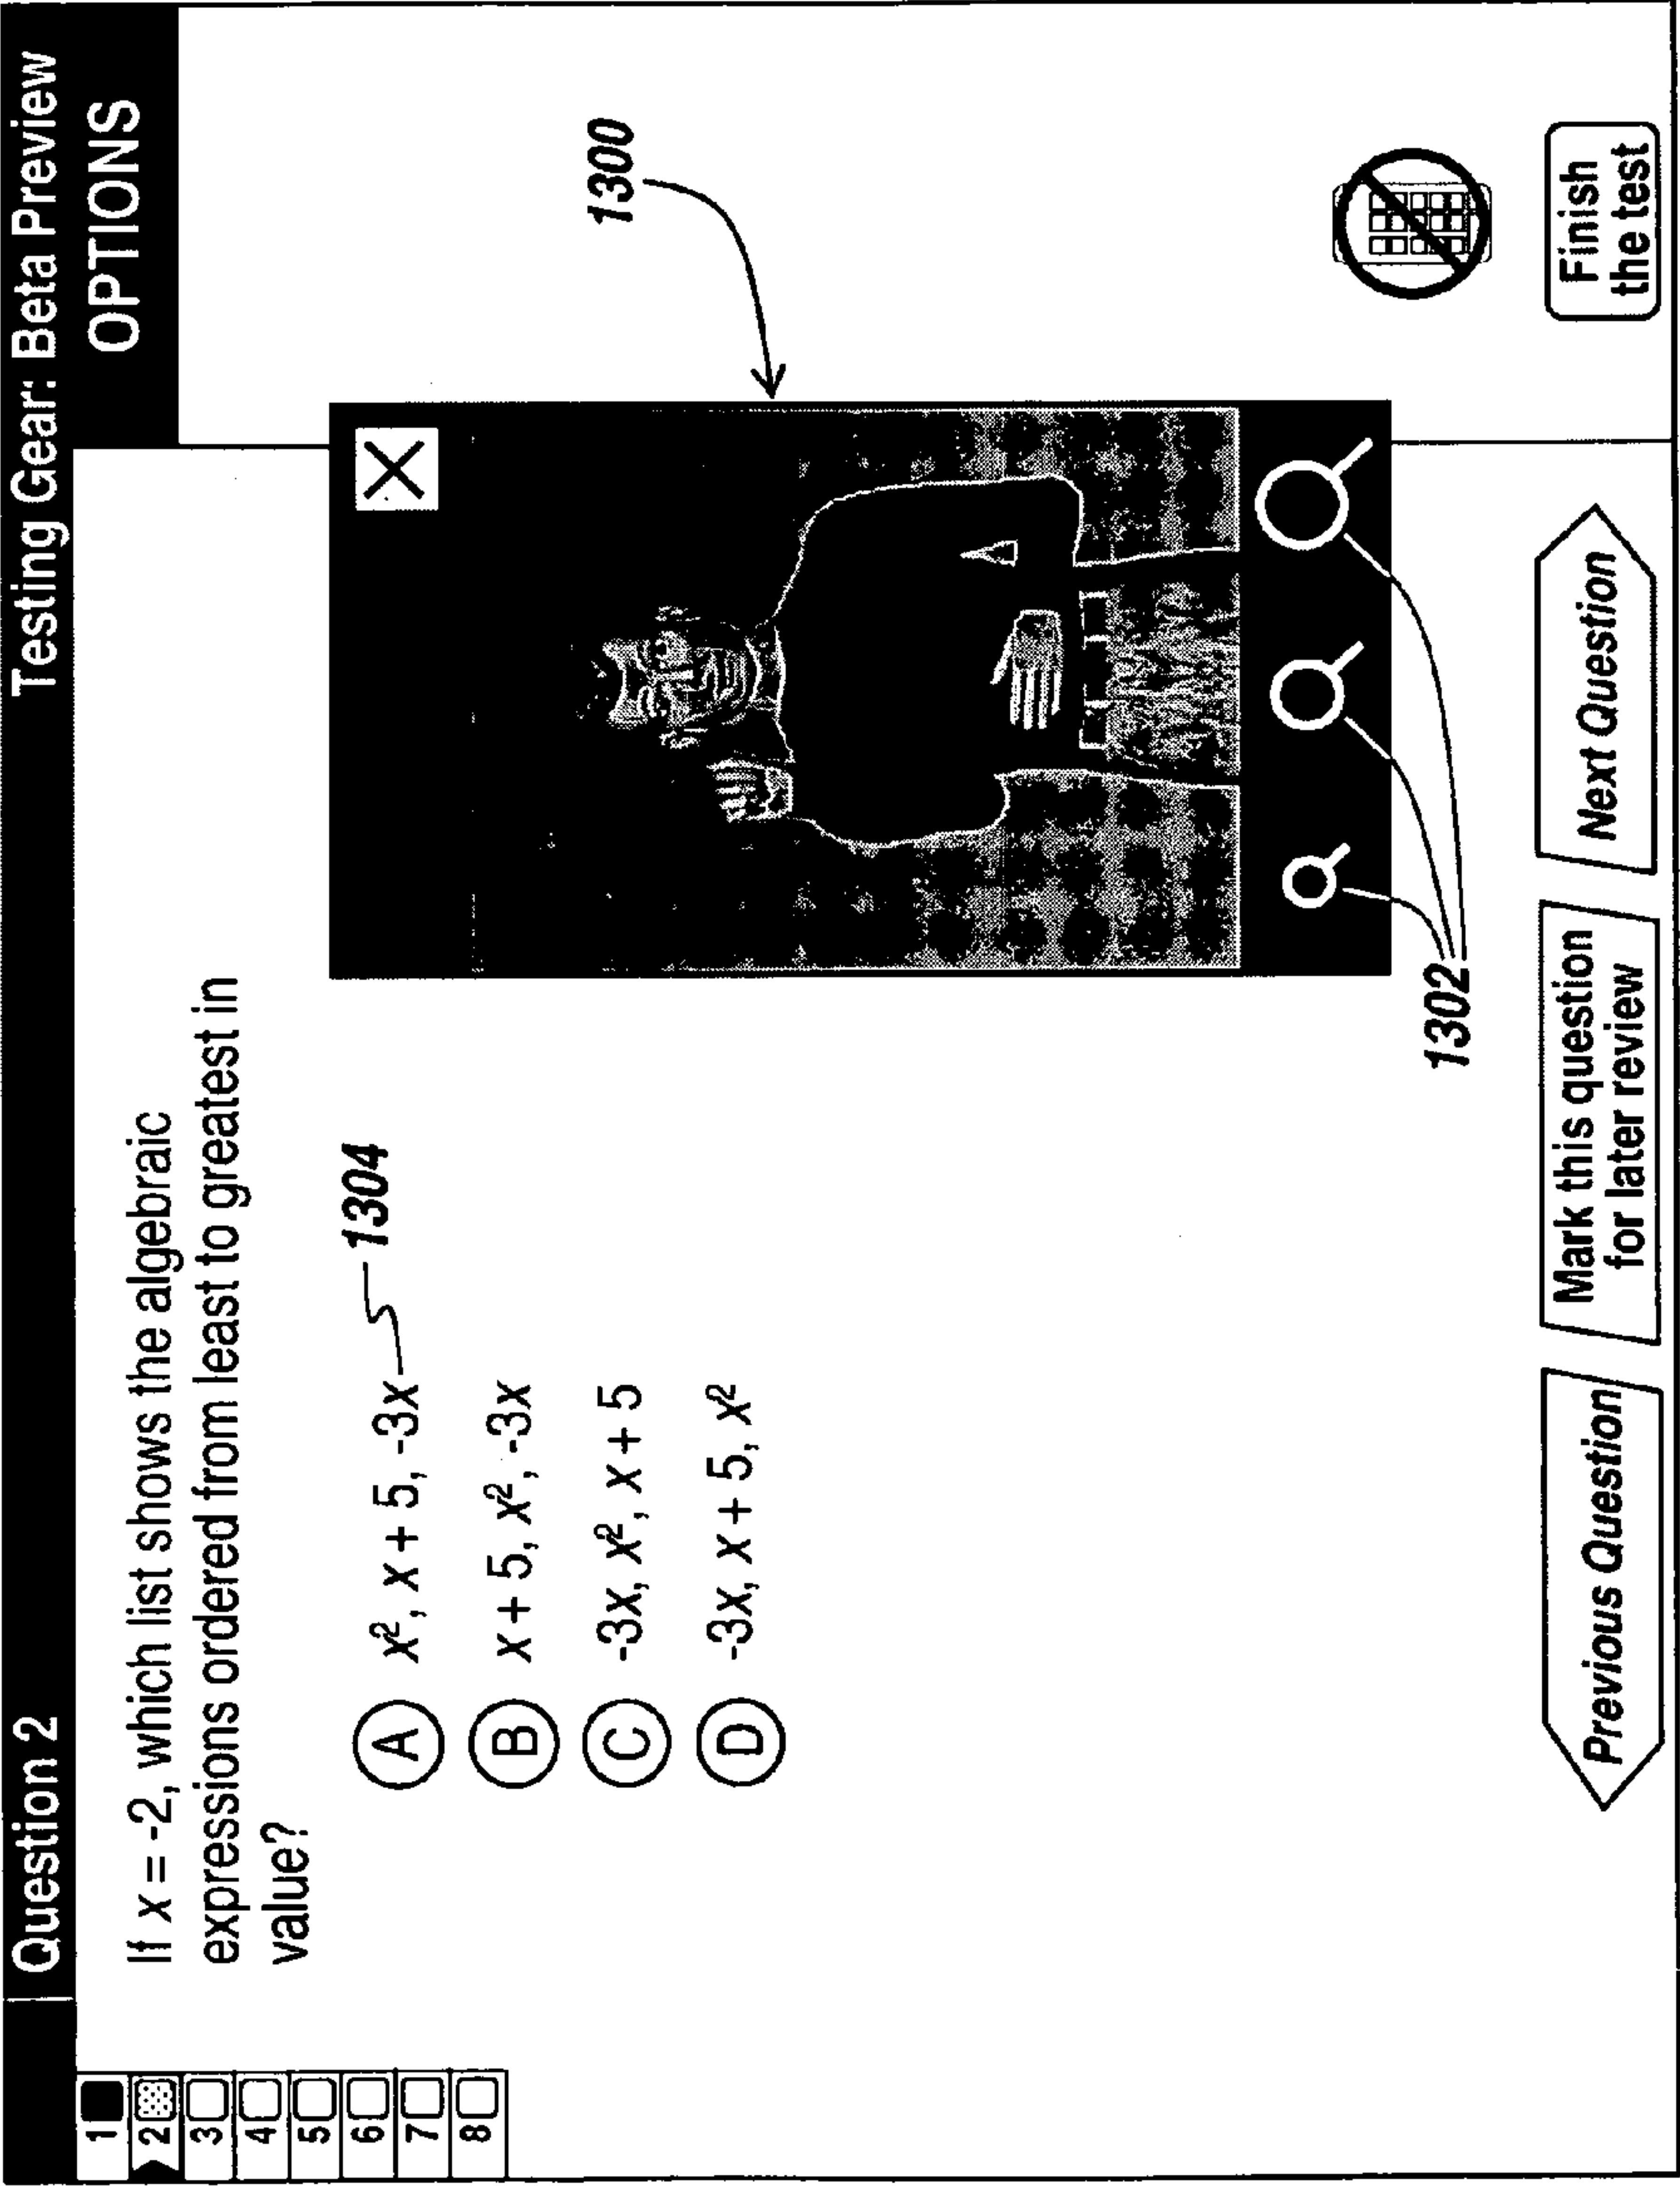 Question 2
Testing Gear: Beta Preview
OPTIONS
1
2
3
4
5
6
7
8
If x = -2, which list shows the algebraic
expressions ordered from least to greatest in
value?
A x², x + 5, -3x
1304
B x + 5, x², -3x
C -3x, x², x + 5
D -3x, x + 5, x²
X
1300
1302
Previous Question
Mark this question
for later review
Next Question
Finish
the test